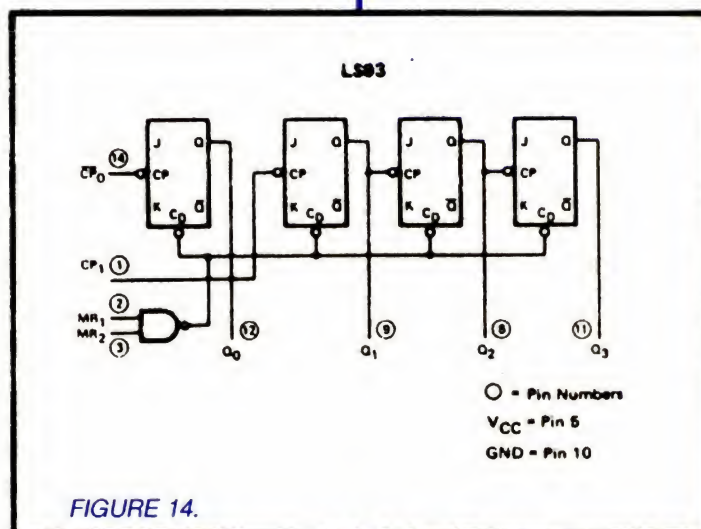 LS93
J Q
J Q
J Q
J Q
14
CP0
CP
CP
CP
CP
K CD Q̅
K CD Q̅
K CD Q̅
K CD Q̅
CP1 1
MR1 2
MR2 3
12
9
8
11
Q0
Q1
Q2
Q3
O = Pin Numbers
VCC = Pin 5
GND = Pin 10
FIGURE 14.